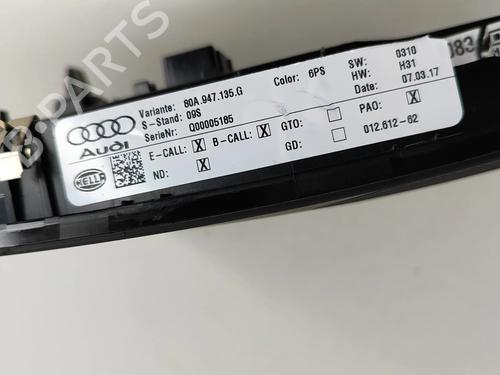 Variante: 80A.947.135.G Color: 6PS SW: 0310
S-Stand: 09S HW: H31
SerieNr: Q00005185 Date: 07.03.17
Audi
E-CALL: X B-CALL: X GTO: PAO: X
HELLA ND: X GD: 012.612-62
083
B-PARTS